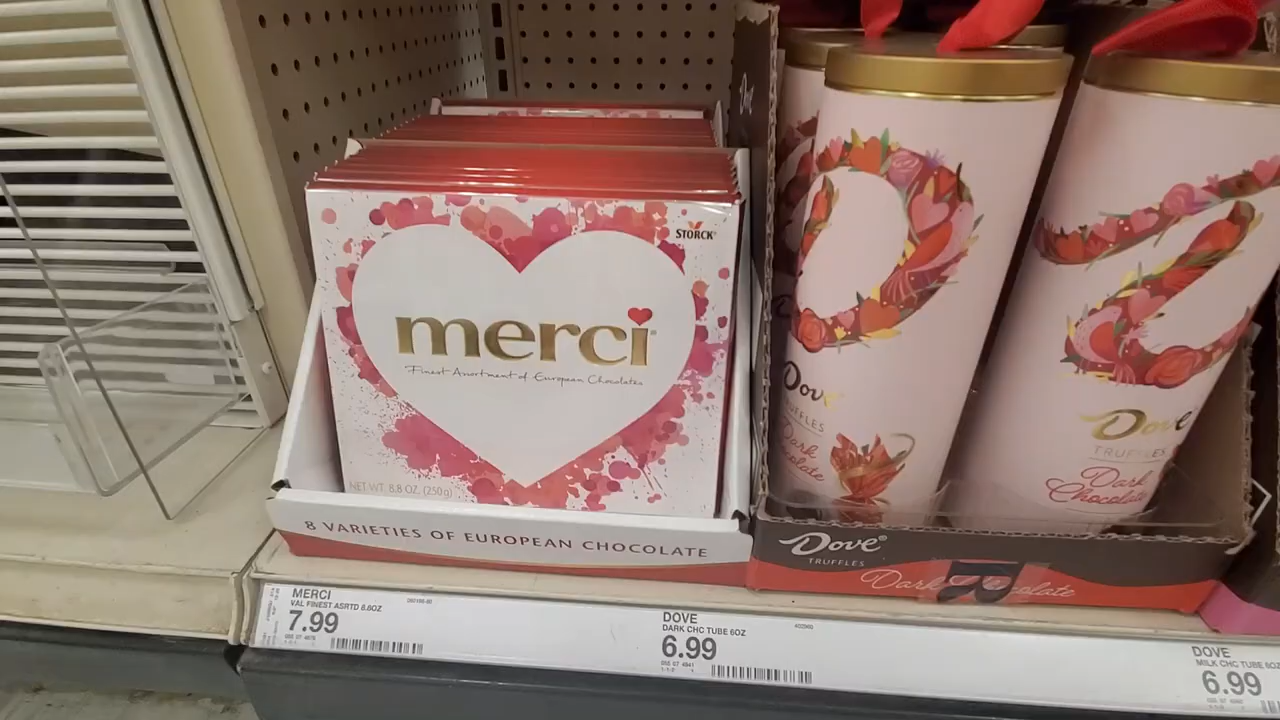 STORCK
merci
Finest Assortment of European Chocolates
NET WT. 8.8 OZ. (250g)
8 VARIETIES OF EUROPEAN CHOCOLATE
Dove
TRUFFLES
Dark
Chocolate
Dove
TRUFFLES
Dark
Chocolate
Dove
TRUFFLES
Dark
MERCI
VAL FINEST ASRTD 8.8OZ
7.99
DOVE
DARK CHC TUBE 6OZ
6.99
DOVE
MILK CHC TUBE 6OZ
6.99